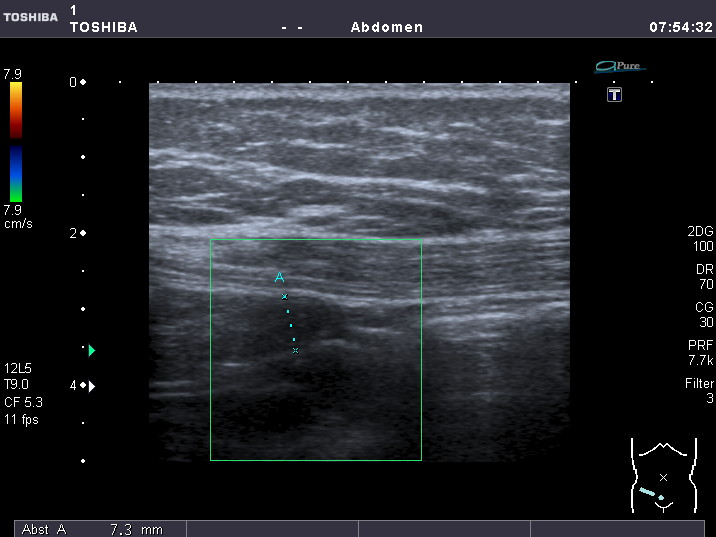 TOSHIBA
1
TOSHIBA - - Abdomen 07:54:32
7.9
7.9
cm/s
0
2
4
aPure
T
A
2DG
100
DR
70
CG
30
PRF
7.7k
Filter
3
12L5
T9.0
CF 5.3
11 fps
Abst A 7.3 mm